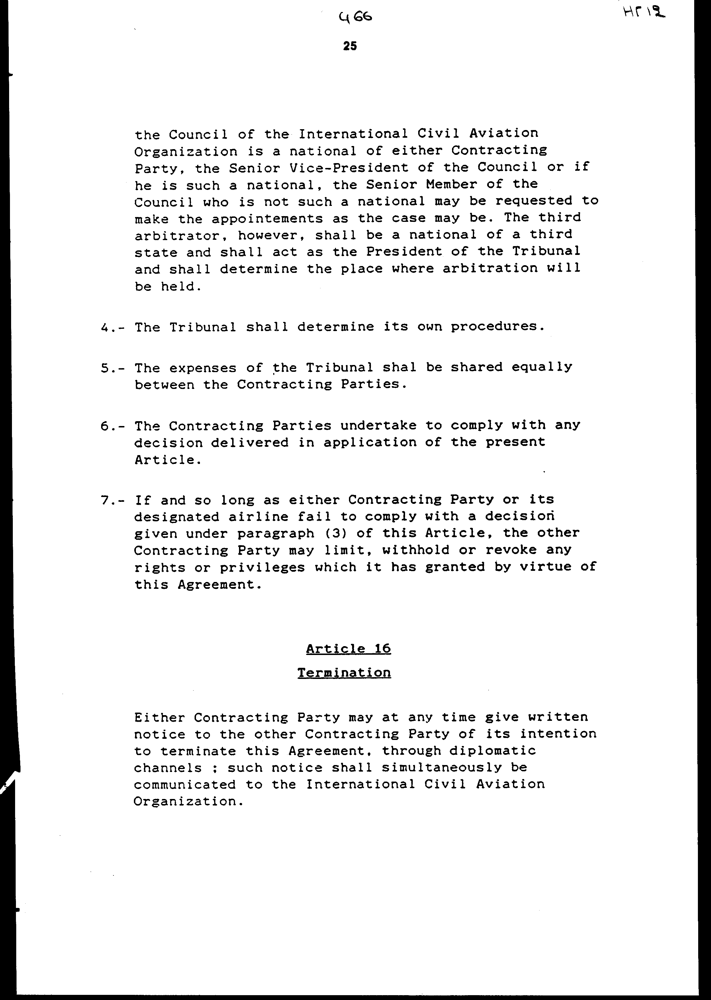 466
25
the Council of the International Civil Aviation
Organization is a national of either Contracting
Party, the Senior Vice-President of the Council or if
he is such a national, the Senior Member of the
Council who is not such a national may be requested to
make the appointements as the case may be. The third
arbitrator, however, shall be a national of a third
state and shall act as the President of the Tribunal
and shall determine the place where arbitration will
be held.
4.- The Tribunal shall determine its own procedures.
5.- The expenses of the Tribunal shal be shared equally
between the Contracting Parties.
6.- The Contracting Parties undertake to comply with any
decision delivered in application of the present
Article.
7.- If and so long as either Contracting Party or its
designated airline fail to comply with a decision
given under paragraph (3) of this Article, the other
Contracting Party may limit, withhold or revoke any
rights or privileges which it has granted by virtue of
this Agreement.
Article 16
Termination
Either Contracting Party may at any time give written
notice to the other Contracting Party of its intention
to terminate this Agreement, through diplomatic
channels ; such notice shall simultaneously be
communicated to the International Civil Aviation
Organization.